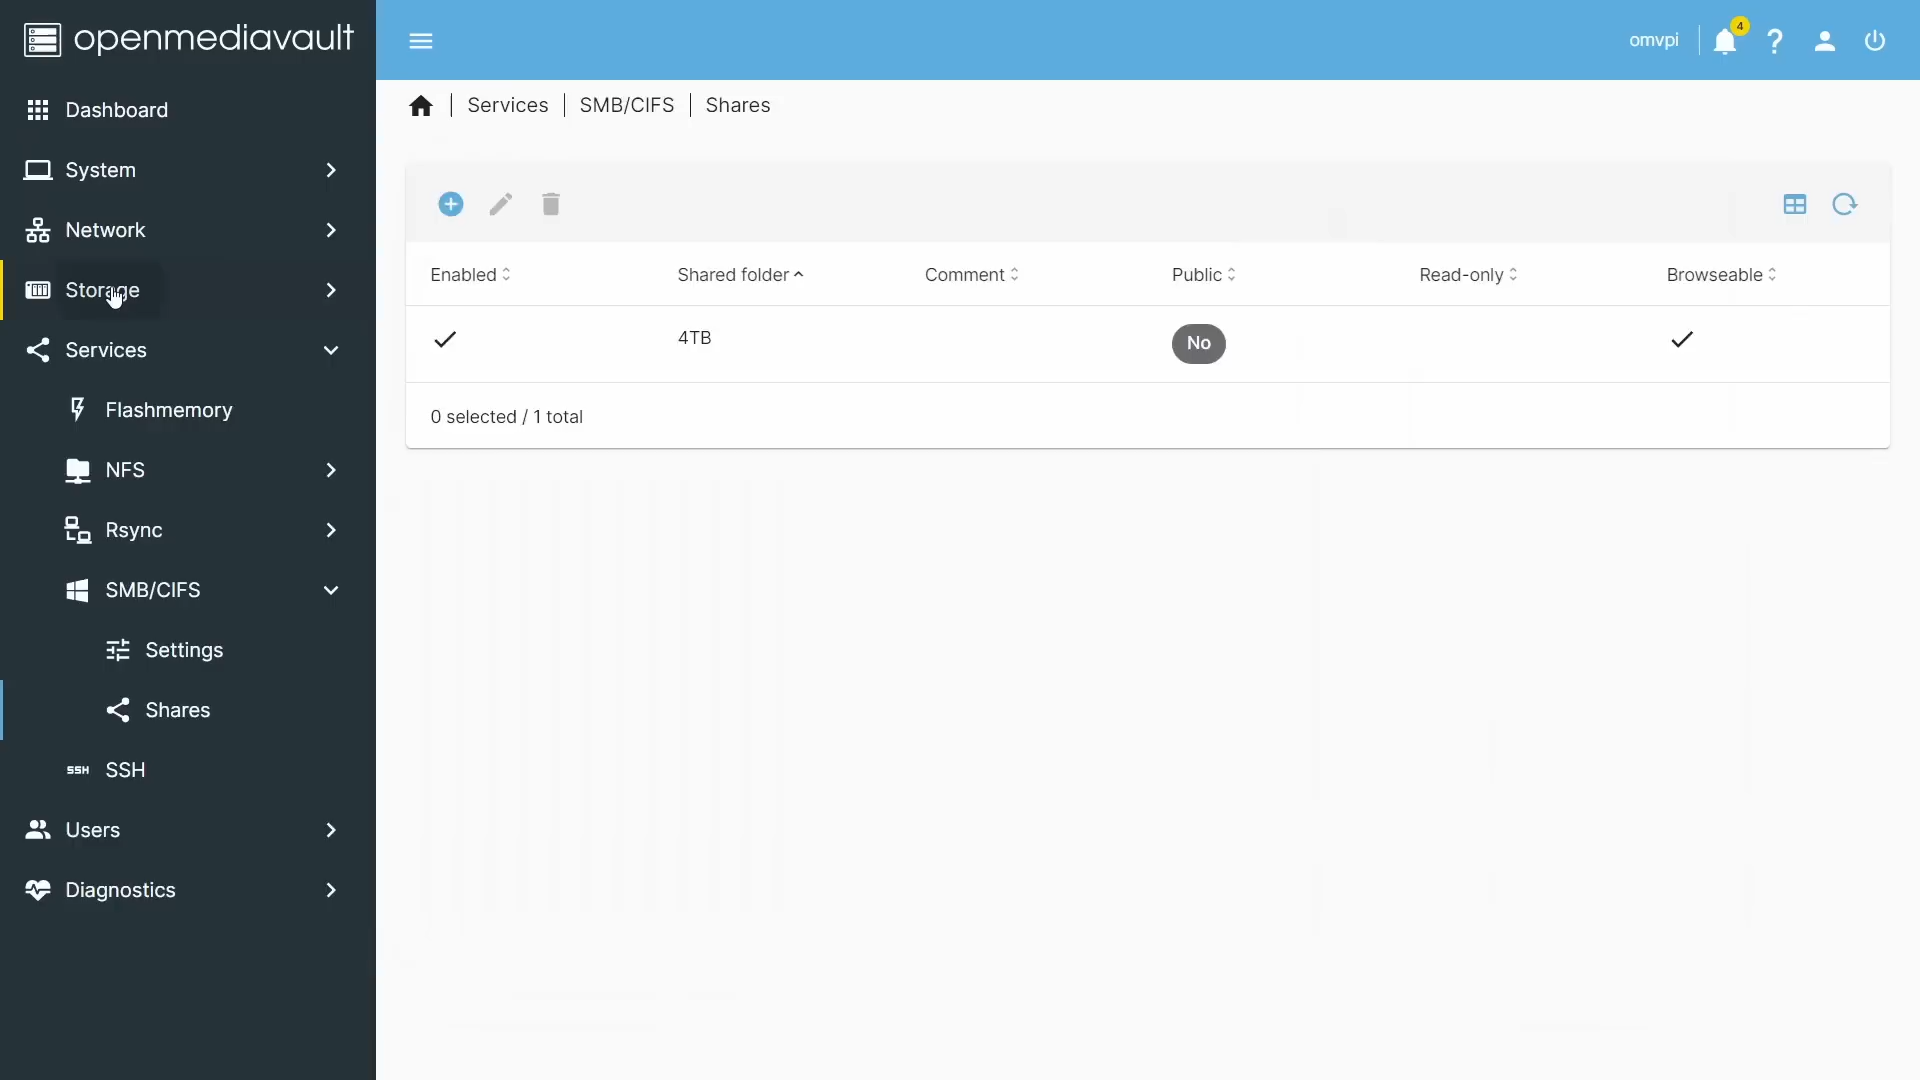 openmediavault
omvpi
4
Dashboard
System
Network
Storage
Services
Flashmemory
NFS
Rsync
SMB/CIFS
Settings
Shares
SSH
SSH
Users
Diagnostics
Services | SMB/CIFS | Shares
Enabled Shared folder Comment Public Read-only Browseable
4TB No
0 selected / 1 total